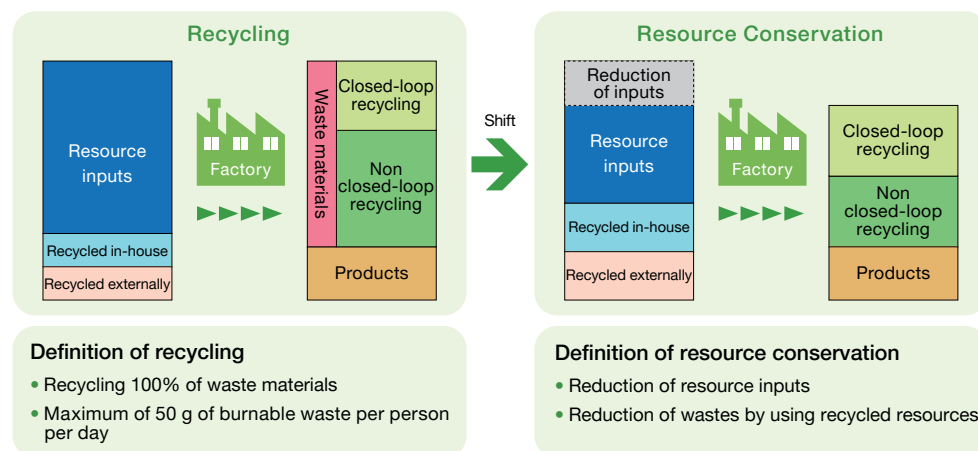 Recycling
Resource
inputs
Recycled in-house
Recycled externally
Factory
Waste materials
Closed-loop
recycling
Non
closed-loop
recycling
Products
Shift
Resource Conservation
Reduction
of inputs
Resource
inputs
Recycled in-house
Recycled externally
Factory
Closed-loop
recycling
Non
closed-loop
recycling
Products
Definition of recycling
• Recycling 100% of waste materials
• Maximum of 50 g of burnable waste per person
per day
Definition of resource conservation
• Reduction of resource inputs
• Reduction of wastes by using recycled resources